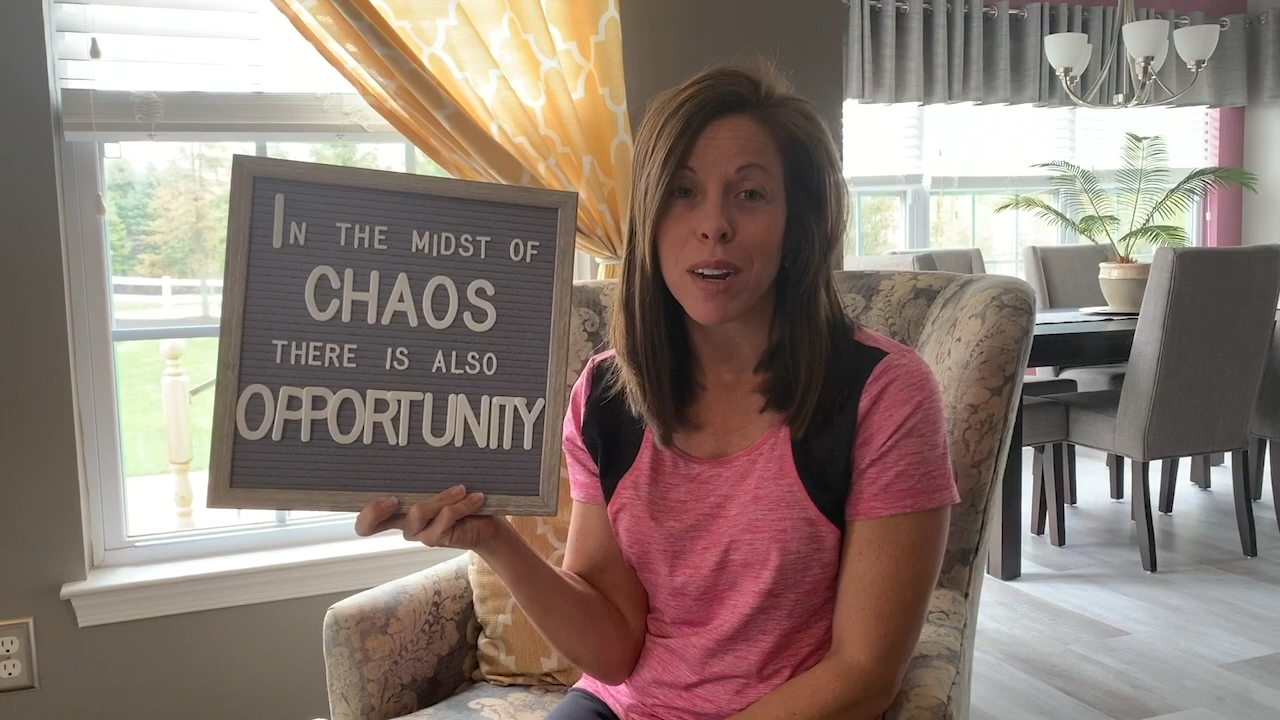 IN THE MIDST OF
CHAOS
THERE IS ALSO
OPPORTUNITY